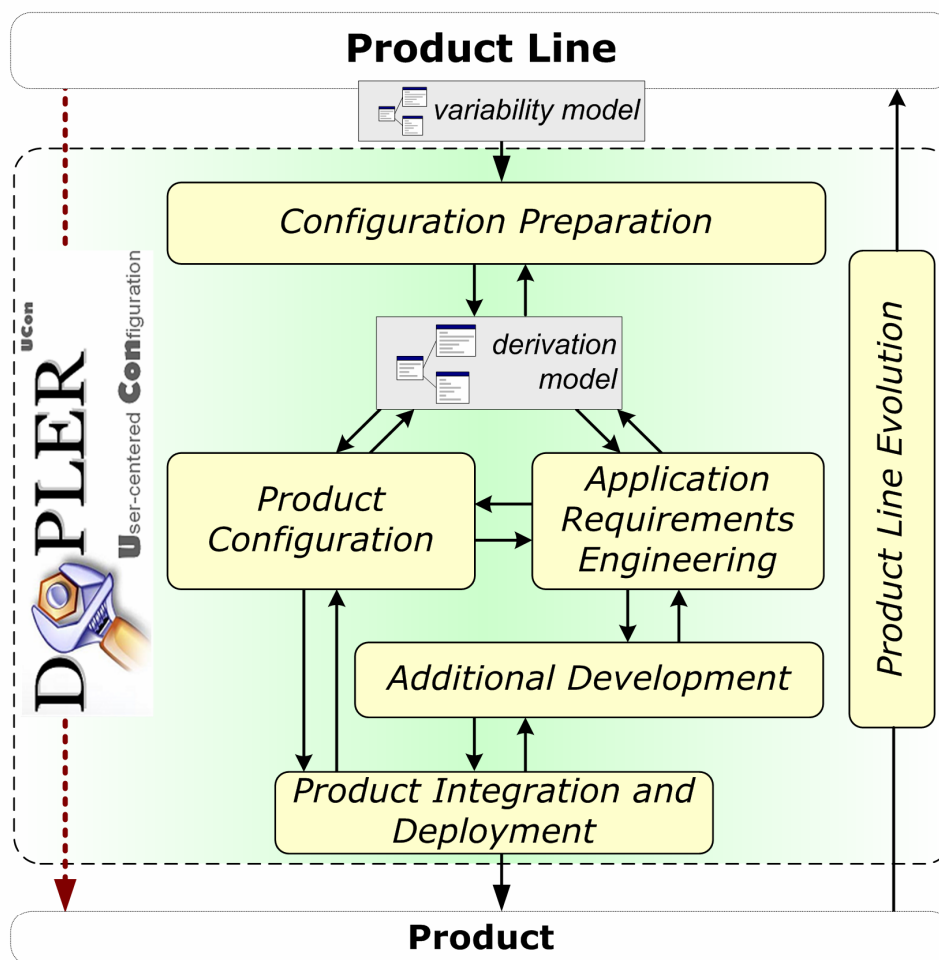 Product Line
variability model
Configuration Preparation
derivation
model
Product
Configuration
Application
Requirements
Engineering
Additional Development
Product Integration and
Deployment
Product Line Evolution
DOPLER
UCon
User-centered Configuration
Product